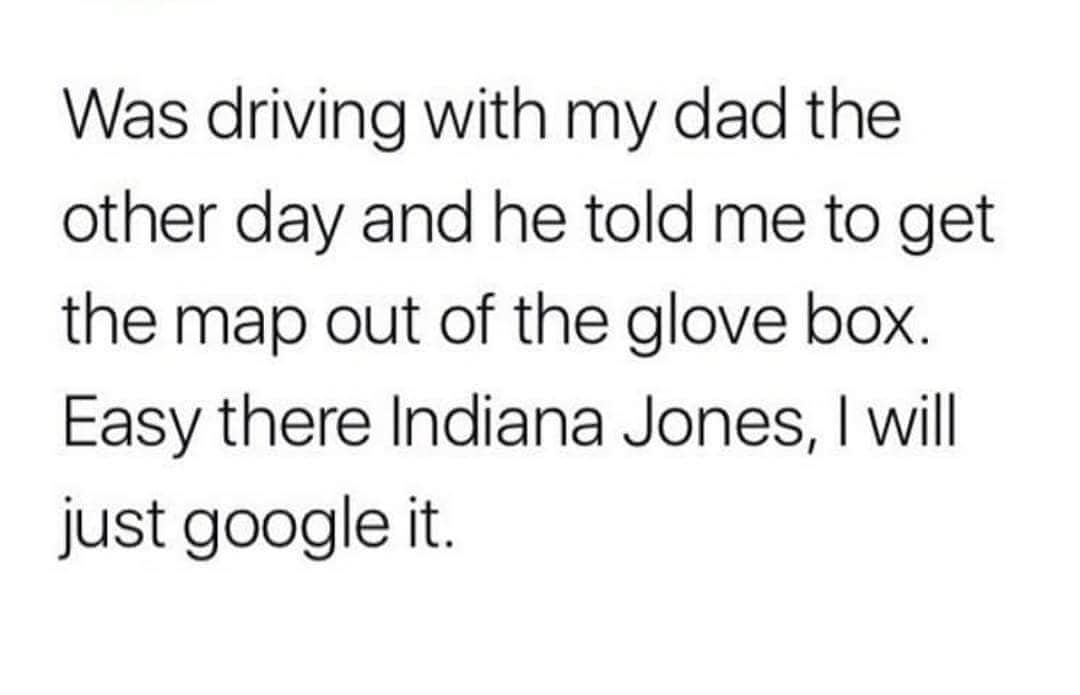 Was driving with my dad the
other day and he told me to get
the map out of the glove box.
Easy there Indiana Jones, I will
just google it.